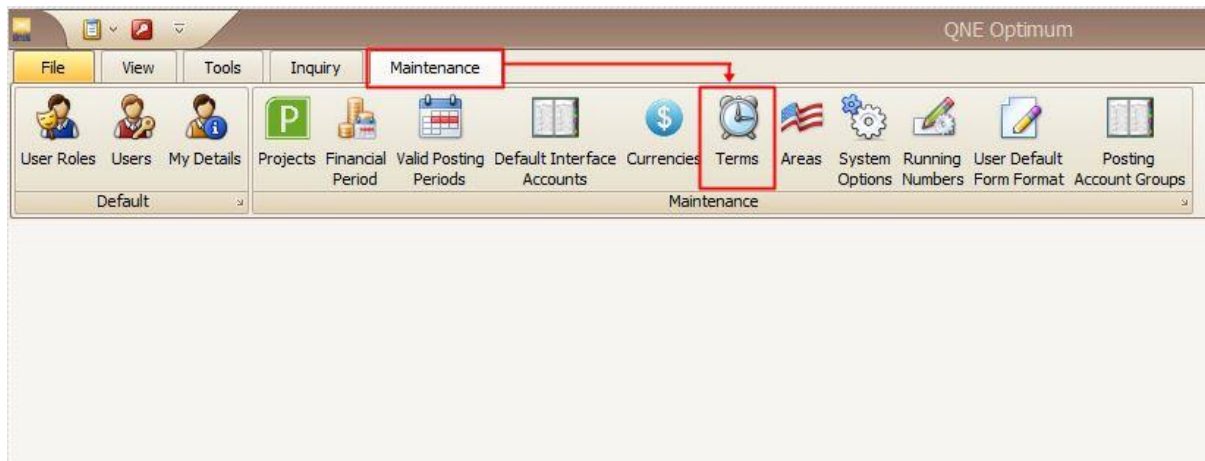 QNE Optimum
File View Tools Inquiry Maintenance
P $
User Roles Users My Details Projects Financial Period Valid Posting Periods Default Interface Accounts Currencies Terms Areas System Options Running Numbers User Default Form Format Posting Account Groups
Default Maintenance